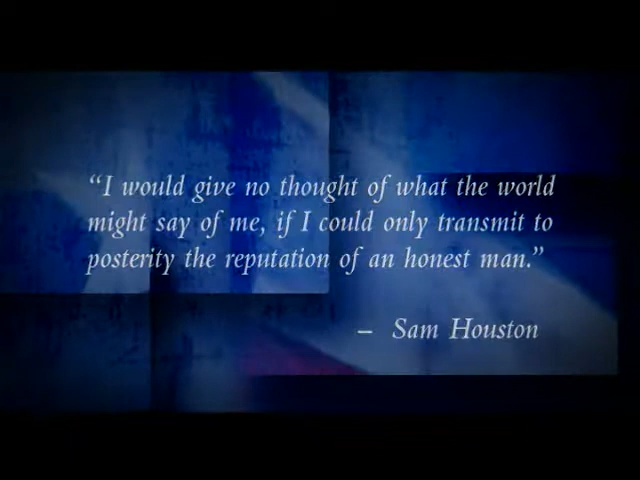 “I would give no thought of what the world
might say of me, if I could only transmit to
posterity the reputation of an honest man.”
– Sam Houston